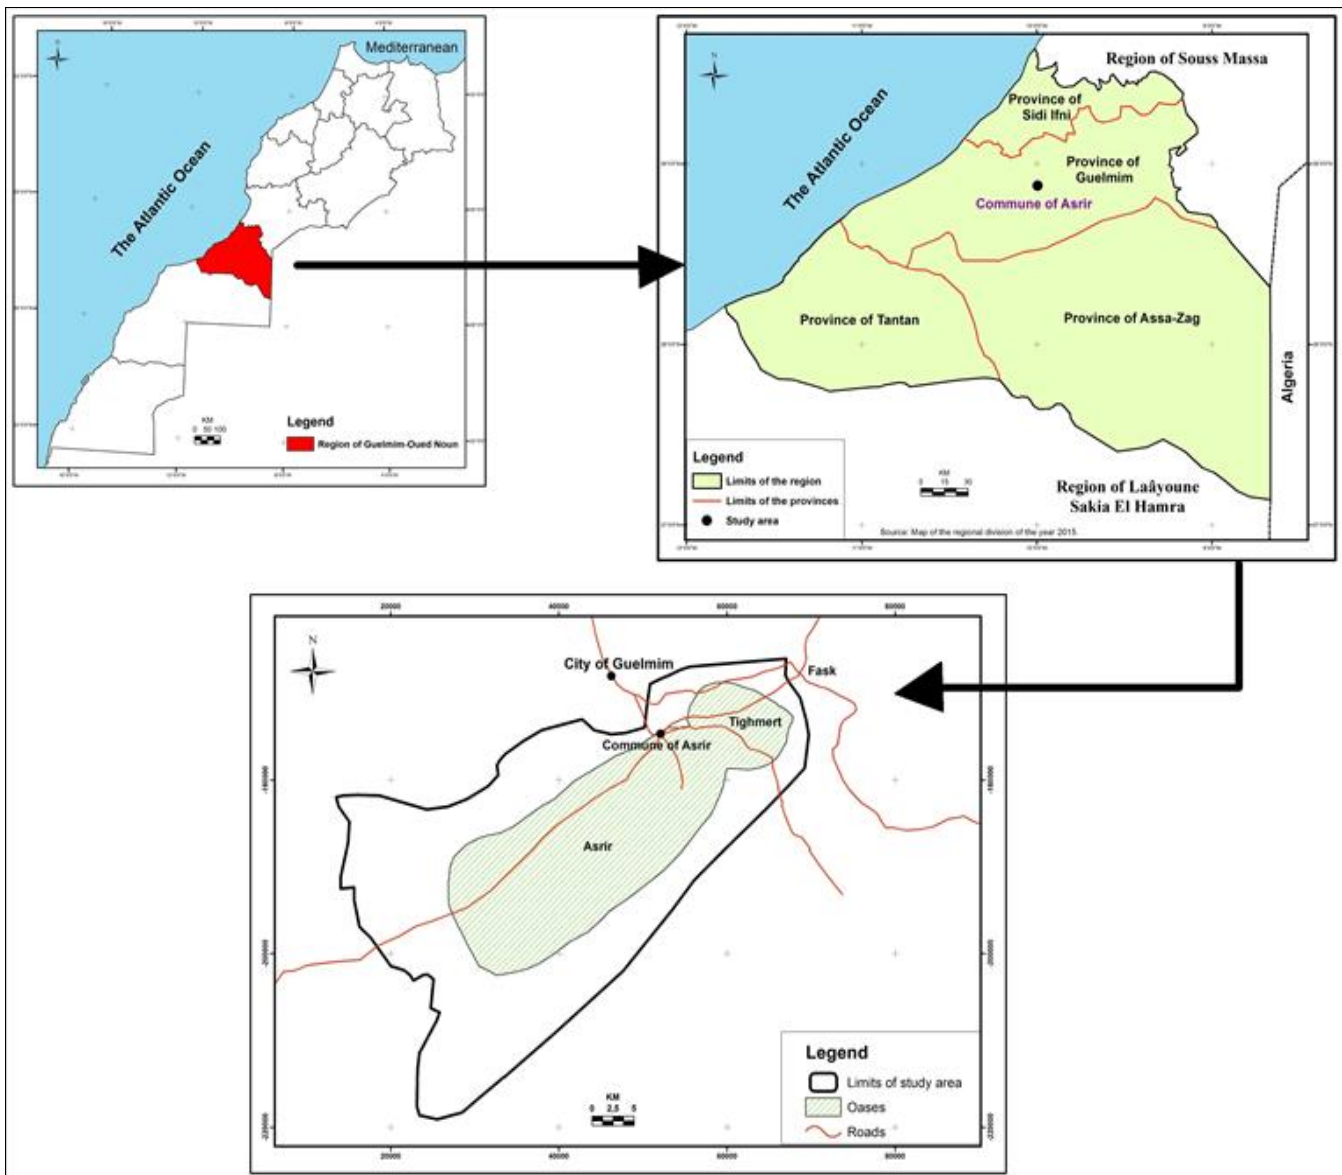 Mediterranean
The Atlantic Ocean
KM
0 50 100
Legend
Region of Guelmim-Oued Noun
Region of Souss Massa
The Atlantic Ocean
Province of
Sidi Ifni
Province of
Guelmim
Commune of Asrir
Province of Tantan
Province of Assa-Zag
Algeria
Legend
Limits of the region
Limits of the provinces
Study area
KM
0 15 30
Region of Laâyoune
Sakia El Hamra
Source: Map of the regional division of the year 2015.
20000 40000 60000 80000
N
City of Guelmim
Fask
Tighmert
Commune of Asrir
Asrir
-200000 -200000
-220000 -220000
KM
0 2,5 5
Legend
Limits of study area
Oases
Roads
20000 40000 60000 80000